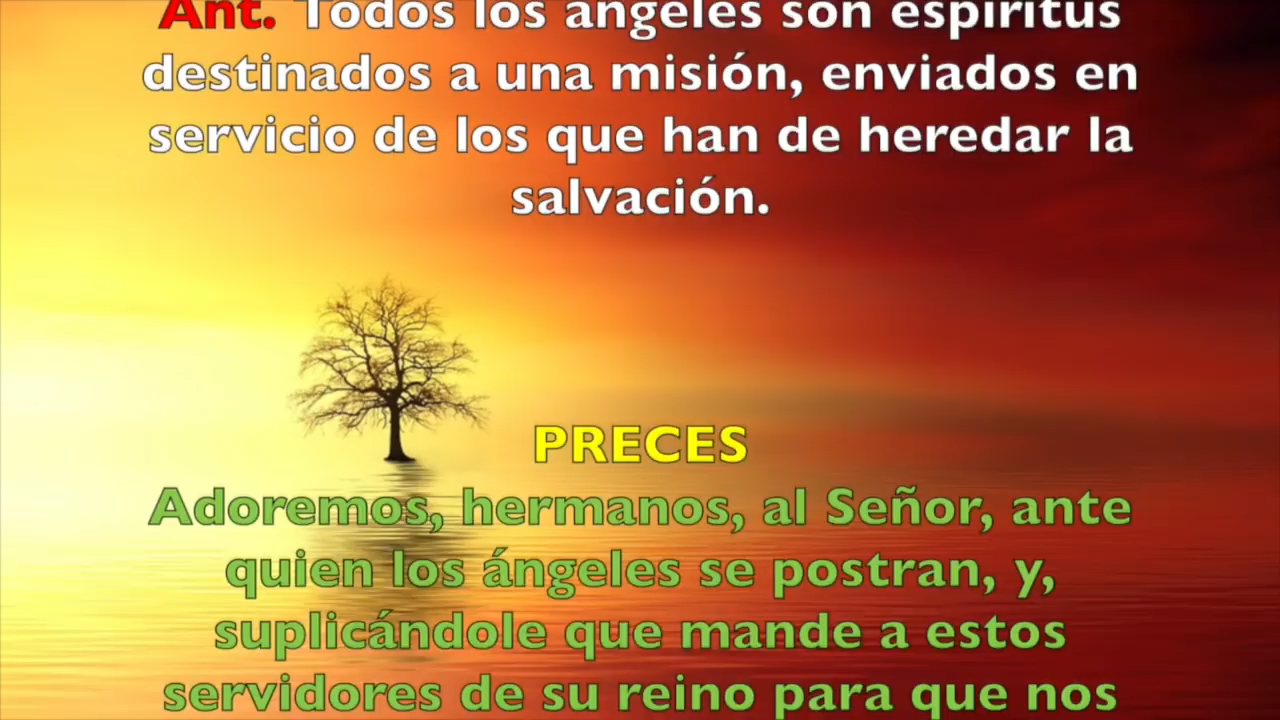 Ant. Todos los ángeles son espíritus
destinados a una misión, enviados en
servicio de los que han de heredar la
salvación.
PRECES
Adoremos, hermanos, al Señor, ante
quien los ángeles se postran, y,
suplicándole que mande a estos
servidores de su reino para que nos